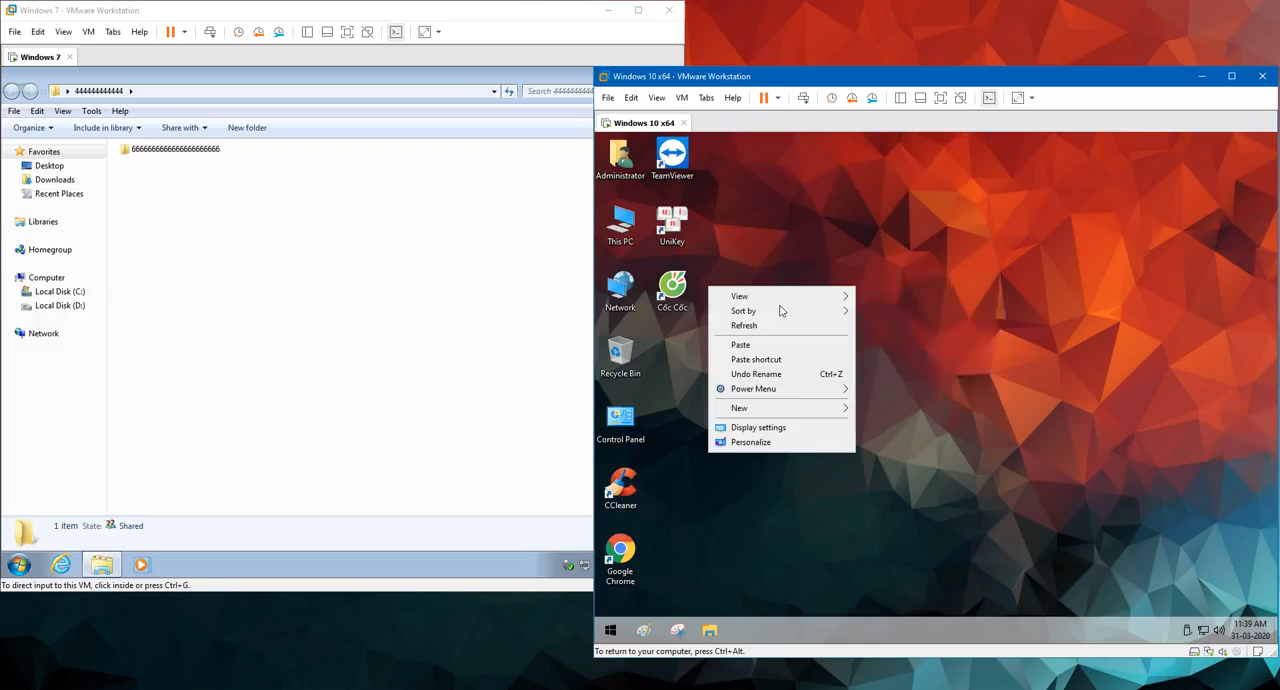 Windows 7 - VMware Workstation
File Edit View VM Tabs Help
Windows 7
444444444444
Search 4444444444
File Edit View Tools Help
Organize Include in library Share with New folder
Favorites
Desktop
Downloads
Recent Places
Libraries
Homegroup
Computer
Local Disk (C:)
Local Disk (D:)
Network
1 item State: Shared
To direct input to this VM, click inside or press Ctrl+G.
Windows 10 x64 - VMware Workstation
File Edit View VM Tabs Help
Windows 10 x64
Administrator
TeamViewer
This PC
UniKey
Network
Cốc Cốc
Recycle Bin
Control Panel
CCleaner
Google
Chrome
View
Sort by
Refresh
Paste
Paste shortcut
Undo Rename Ctrl+Z
Power Menu
New
Display settings
Personalize
11:39 AM
31-03-2020
To return to your computer, press Ctrl+Alt.